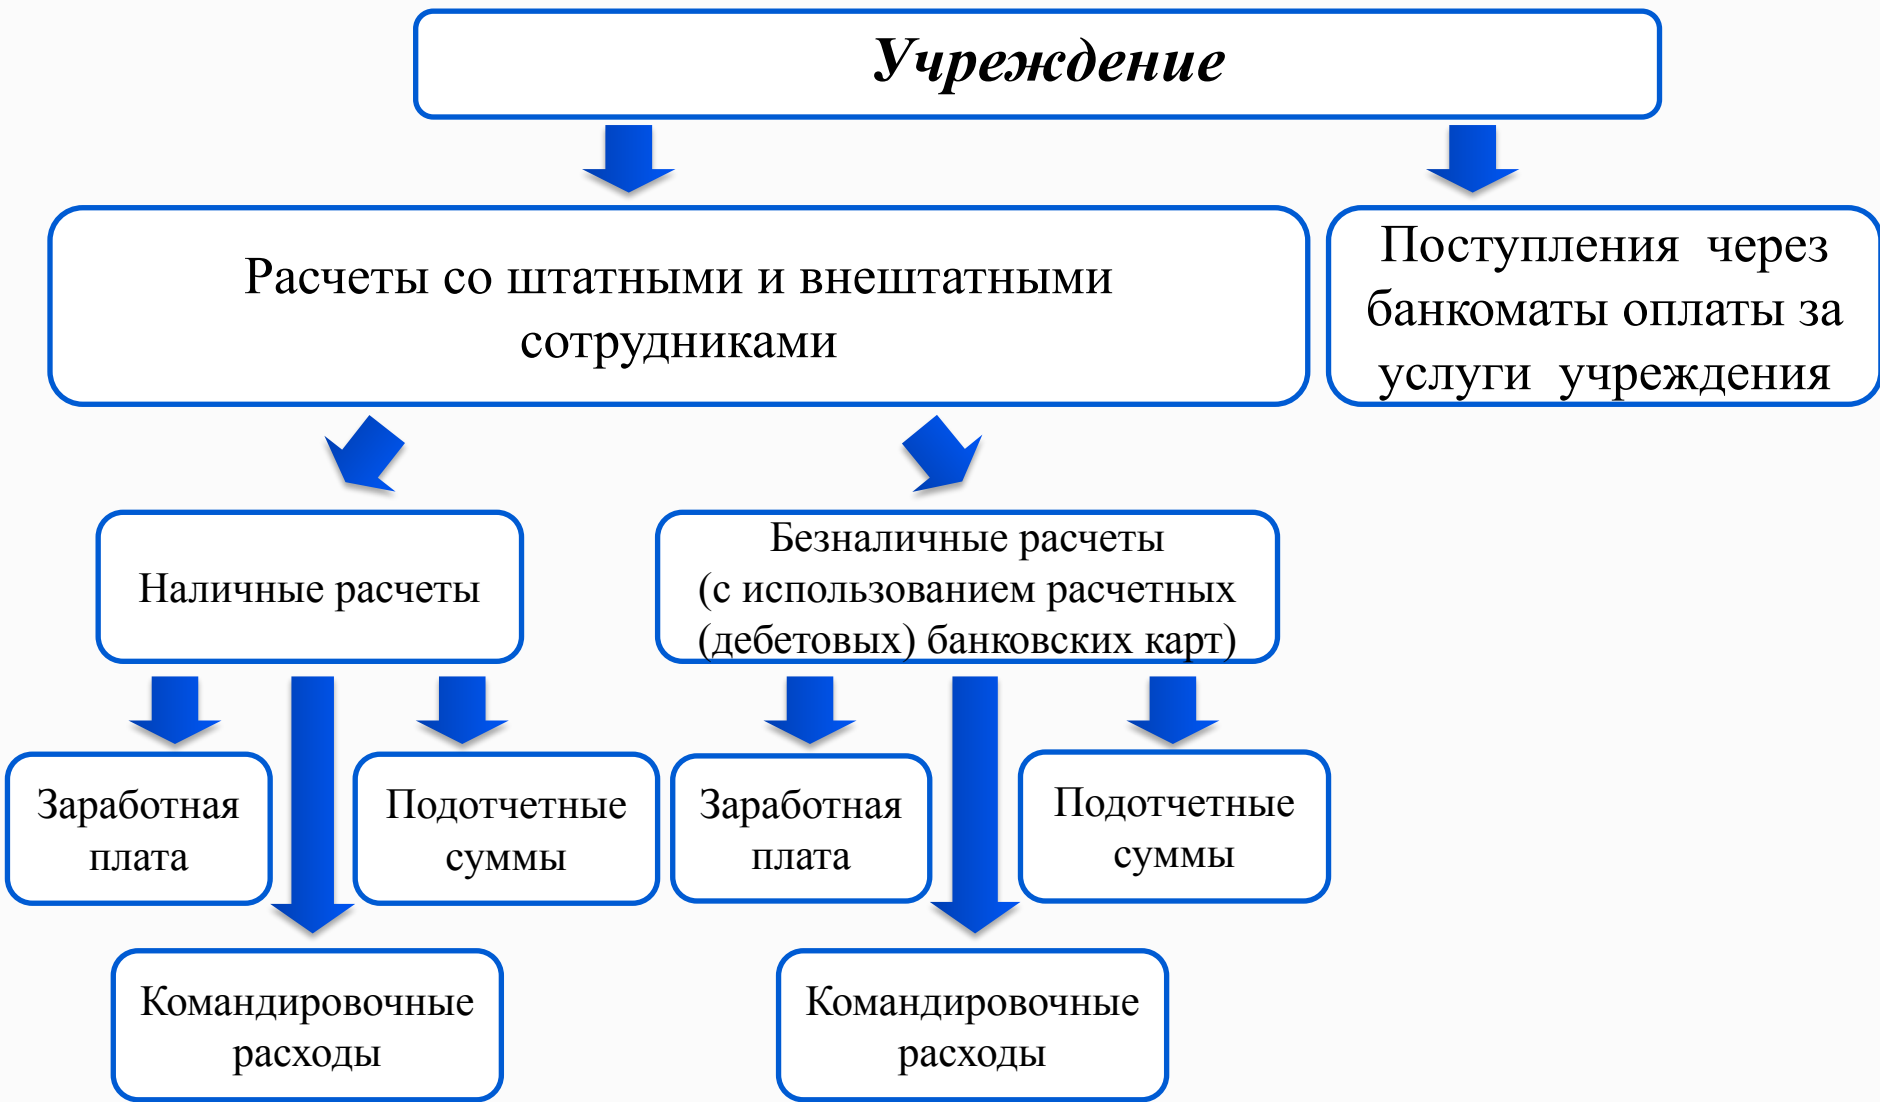 Учреждение
Расчеты со штатными и внештатными
сотрудниками
Поступления через
банкоматы оплаты за
услуги учреждения
Наличные расчеты
Безналичные расчеты
(с использованием расчетных
(дебетовых) банковских карт)
Заработная
плата
Подотчетные
суммы
Заработная
плата
Подотчетные
суммы
Командировочные
расходы
Командировочные
расходы